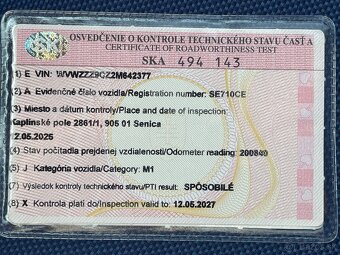 OSVEDČENIE O KONTROLE TECHNICKÉHO STAVU ČASŤ A
CERTIFICATE OF ROADWORTHINESS TEST
SKA 494 143
1) E VIN: WVWZZZ9CZ2M642377
2) A Evidenčné číslo vozidla/Registration number: SE710CE
3) Miesto a dátum kontroly/Place and date of inspection:
Kaplinské pole 2861/1, 905 01 Senica
2.05.2025
(4) Stav počítadla prejdenej vzdialenosti/Odometer reading: 200840
(5) J Kategória vozidla/Category: M1
(7) Výsledok kontroly technického stavu/PTI result: SPÔSOBILÉ
(8) X Kontrola platí do/Inspection valid to: 12.05.2027